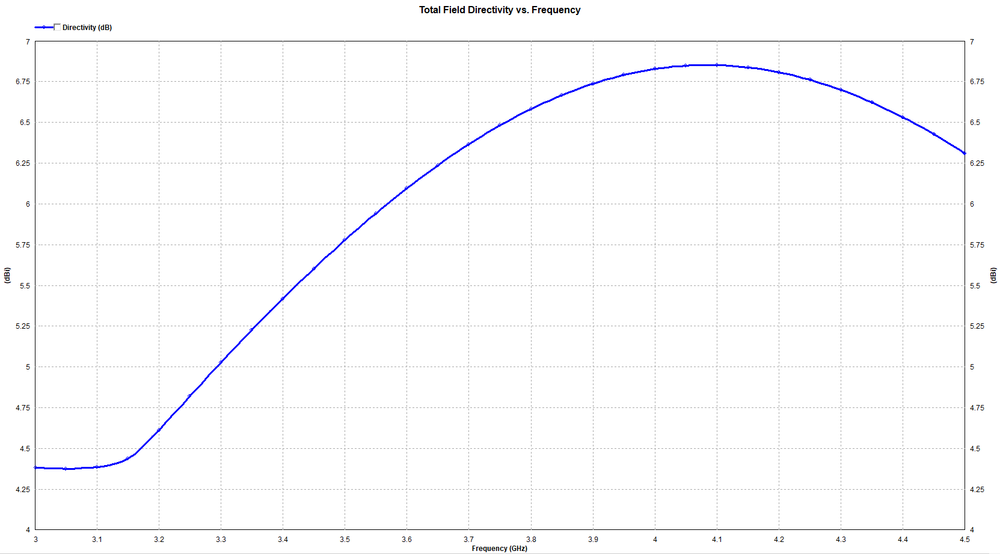 Total Field Directivity vs. Frequency
Directivity (dB)
7 7
6.75 6.75
6.5 6.5
6.25 6.25
6 6
5.75 5.75
(dBi) (dBi)
5.5 5.5
5.25 5.25
5 5
4.75 4.75
4.5 4.5
4.25 4.25
4 4
3 3.1 3.2 3.3 3.4 3.5 3.6 3.7 3.8 3.9 4 4.1 4.2 4.3 4.4 4.5
Frequency (GHz)